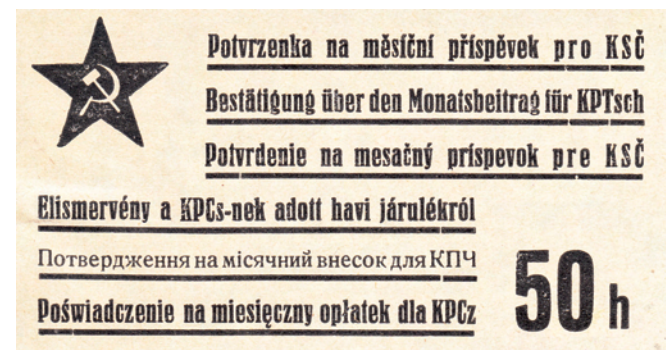 Potvrzenka na měsíční příspěvek pro KSČ
Bestätigung über den Monatsbeitrag für KPTsch
Potvrdenie na mesačný príspevok pre KSČ
Elismervény a KPCs-nek adott havi járulékról
Потвердження на місячний внесок для КПЧ
Poświadczenie na miesięczny opłatek dla KPCz
50 h